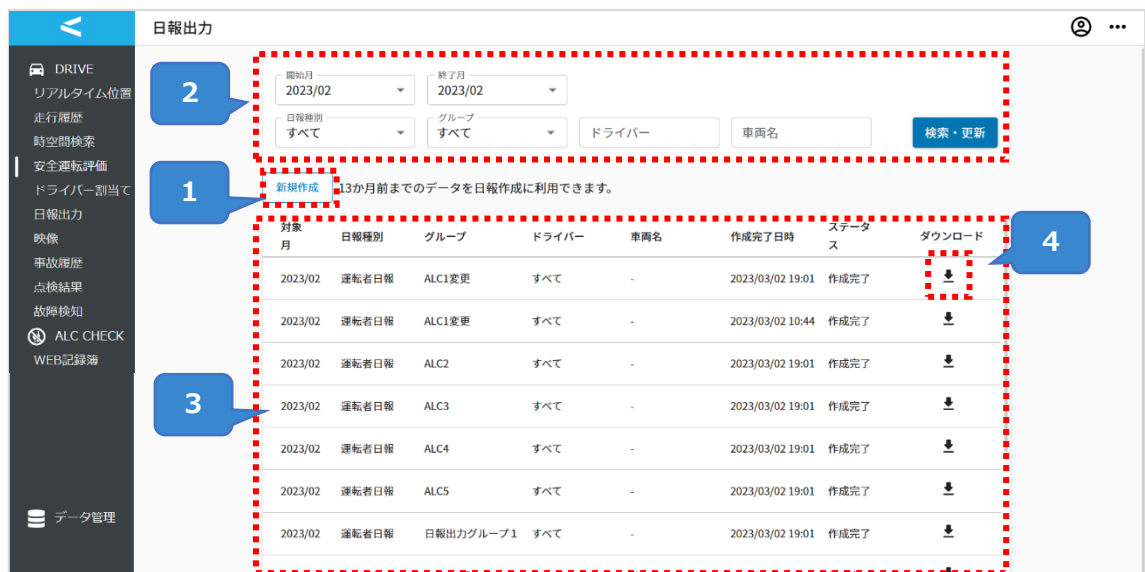 日報出力
DRIVE
リアルタイム位置
走行履歴
時空間検索
安全運転評価
ドライバー割当て
日報出力
映像
事故履歴
点検結果
故障検知
ALC CHECK
WEB記録簿
データ管理
2
開始月
2023/02
終了月
2023/02
日報種別
すべて
グループ
すべて
ドライバー
車両名
検索・更新
1
新規作成
13か月前までのデータを日報作成に利用できます。
3
4
対象月 日報種別 グループ ドライバー 車両名 作成完了日時 ステータス ダウンロード
2023/02 運転者日報 ALC1変更 すべて - 2023/03/02 19:01 作成完了
2023/02 運転者日報 ALC1変更 すべて - 2023/03/02 10:44 作成完了
2023/02 運転者日報 ALC2 すべて - 2023/03/02 19:01 作成完了
2023/02 運転者日報 ALC3 すべて - 2023/03/02 19:01 作成完了
2023/02 運転者日報 ALC4 すべて - 2023/03/02 19:01 作成完了
2023/02 運転者日報 ALC5 すべて - 2023/03/02 19:01 作成完了
2023/02 運転者日報 日報出力グループ1 すべて - 2023/03/02 19:01 作成完了